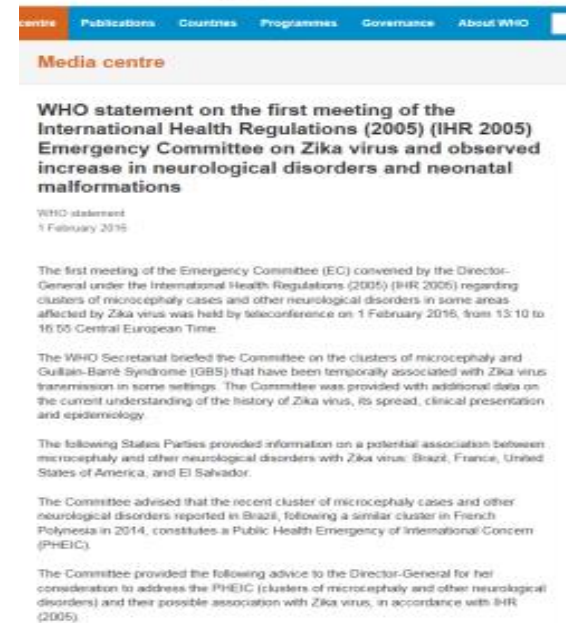 centre Publications Countries Programmes Governance About WHO
Media centre
WHO statement on the first meeting of the
International Health Regulations (2005) (IHR 2005)
Emergency Committee on Zika virus and observed
increase in neurological disorders and neonatal
malformations
WHO statement
1 February 2016
The first meeting of the Emergency Committee (EC) convened by the Director-
General under the International Health Regulations (2005) (IHR 2005) regarding
clusters of microcephaly cases and other neurological disorders in some areas
affected by Zika virus was held by teleconference on 1 February 2016, from 13:10 to
16:55 Central European Time.
The WHO Secretariat briefed the Committee on the clusters of microcephaly and
Guillain-Barré Syndrome (GBS) that have been temporally associated with Zika virus
transmission in some settings. The Committee was provided with additional data on
the current understanding of the history of Zika virus, its spread, clinical presentation
and epidemiology.
The following States Parties provided information on a potential association between
microcephaly and other neurological disorders with Zika virus: Brazil, France, United
States of America, and El Salvador.
The Committee advised that the recent cluster of microcephaly cases and other
neurological disorders reported in Brazil, following a similar cluster in French
Polynesia in 2014, constitutes a Public Health Emergency of International Concern
(PHEIC).
The Committee provided the following advice to the Director-General for her
consideration to address the PHEIC (clusters of microcephaly and other neurological
disorders) and their possible association with Zika virus, in accordance with IHR
(2005).